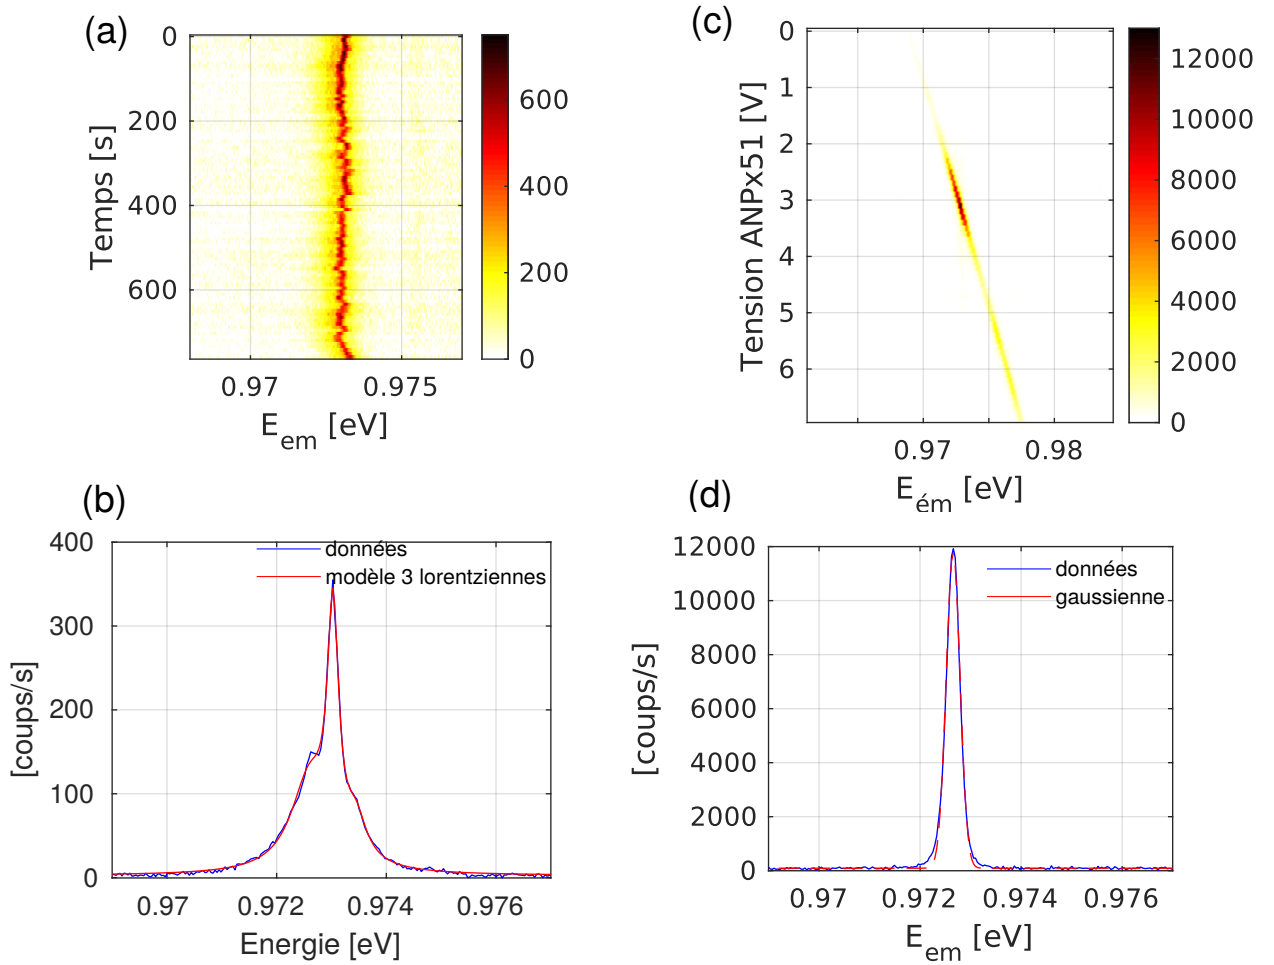 (a)
0
200
400
600
Temps [s]
0.97
0.975
E_em [eV]
600
400
200
0
(c)
0
1
2
3
4
5
6
Tension ANPx51 [V]
0.97
0.98
E_ém [eV]
12000
10000
8000
6000
4000
2000
0
(b)
400
300
200
100
0
[coups/s]
données
modèle 3 lorentziennes
0.97
0.972
0.974
0.976
Energie [eV]
(d)
12000
10000
8000
6000
4000
2000
0
[coups/s]
données
gaussienne
0.97
0.972
0.974
0.976
E_em [eV]